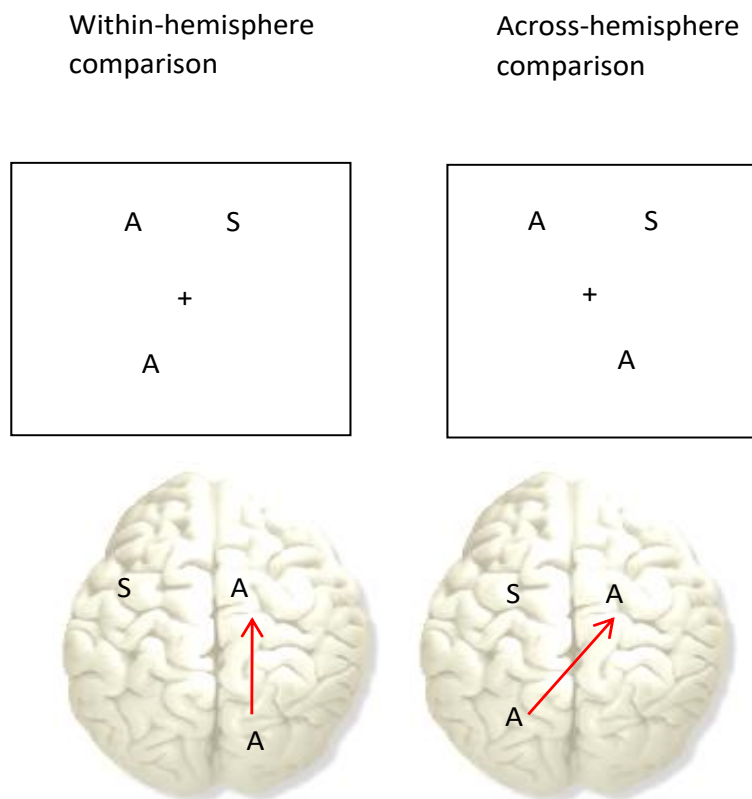 Within-hemisphere
comparison
Across-hemisphere
comparison
A S
+
A
A S
+
A
S A
A
S A
A